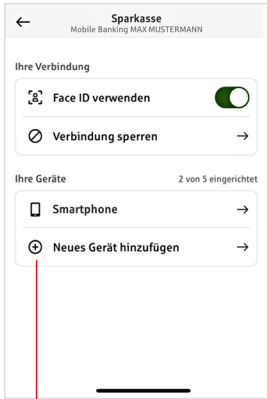 Sparkasse
Mobile Banking MAX MUSTERMANN
Ihre Verbindung
Face ID verwenden
Verbindung sperren
Ihre Geräte 2 von 5 eingerichtet
Smartphone
Neues Gerät hinzufügen